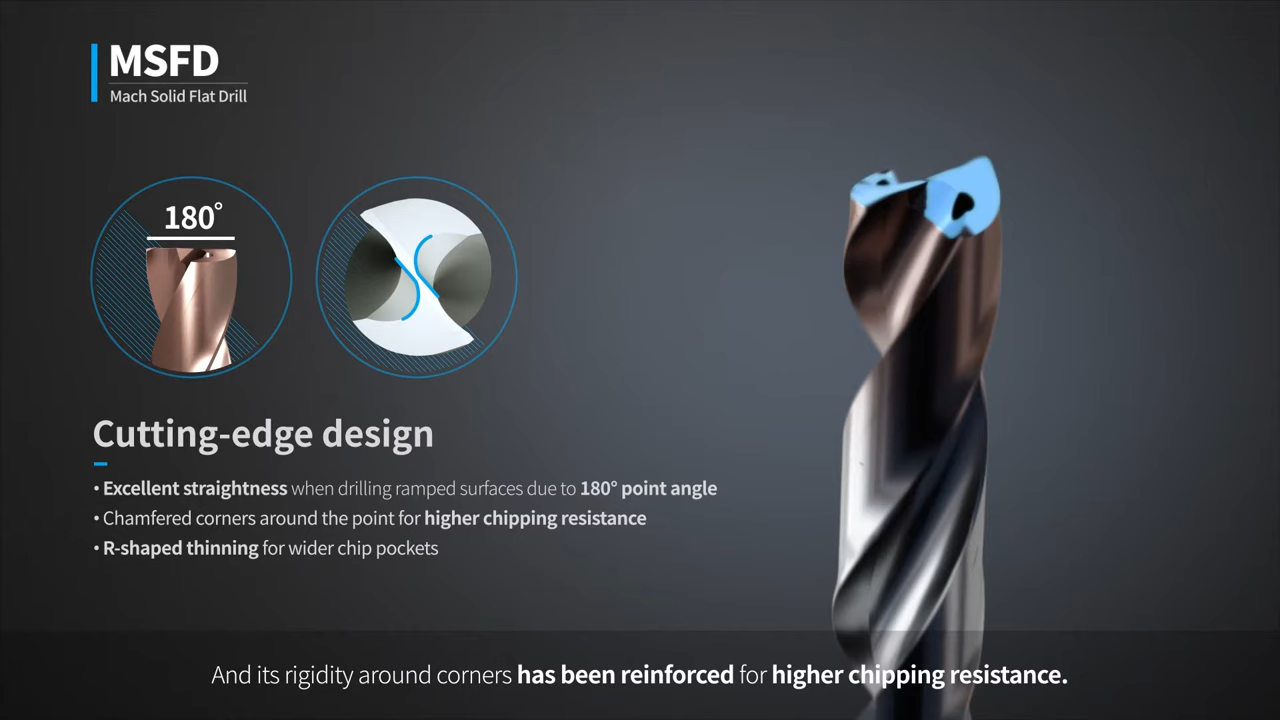 MSFD
Mach Solid Flat Drill
180°
Cutting-edge design
• Excellent straightness when drilling ramped surfaces due to 180° point angle
• Chamfered corners around the point for higher chipping resistance
• R-shaped thinning for wider chip pockets
And its rigidity around corners has been reinforced for higher chipping resistance.